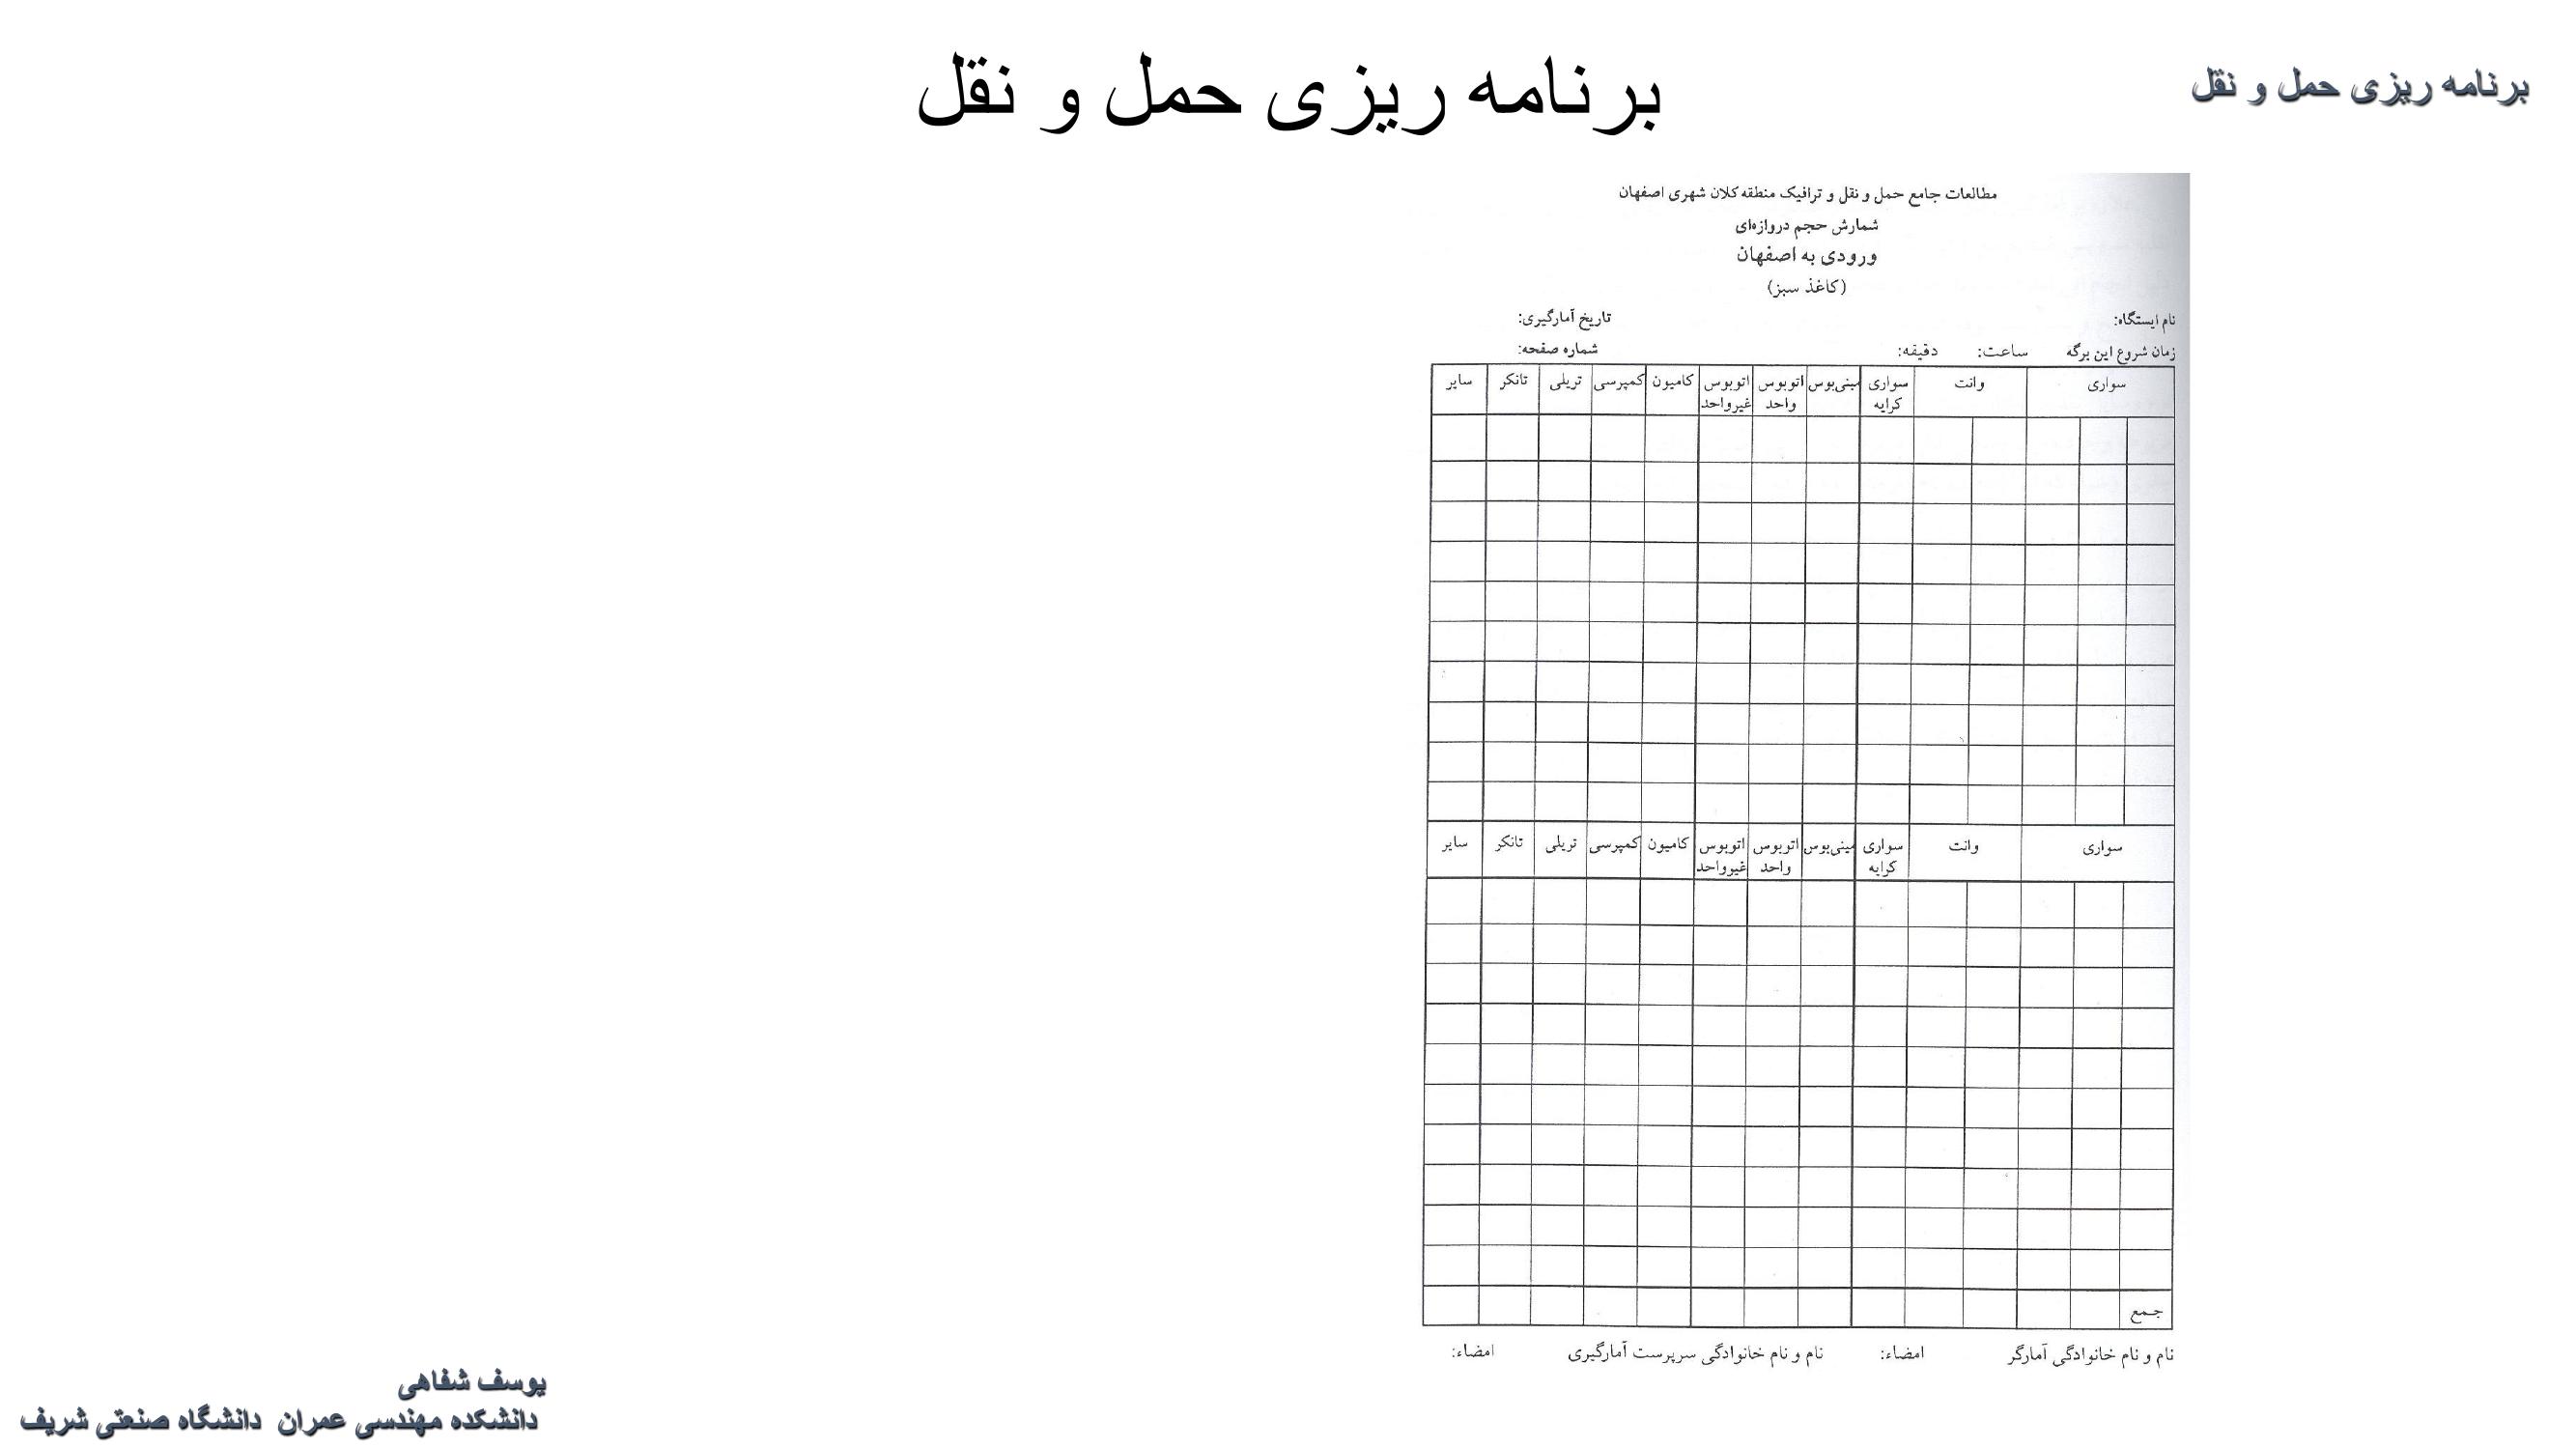 برنامه ریزی حمل و نقل
برنامه ریزی حمل و نقل
مطالعات جامع حمل و نقل و ترافیک منطقه کلان شهری اصفهان
شمارش حجم دروازه‌ای
ورودی به اصفهان
(کاغذ سبز)
نام ایستگاه: تاریخ آمارگیری:
زمان شروع این برگه ساعت: دقیقه: شماره صفحه:
سواری وانت سواری کرایه مینی‌بوس اتوبوس واحد اتوبوس غیرواحد کامیون کمپرسی تریلی تانکر سایر
سواری وانت سواری کرایه مینی‌بوس اتوبوس واحد اتوبوس غیرواحد کامیون کمپرسی تریلی تانکر سایر
جمع
نام و نام خانوادگی آمارگر امضاء: نام و نام خانوادگی سرپرست آمارگیری امضاء:
یوسف شفاهی
دانشکده مهندسی عمران دانشگاه صنعتی شریف